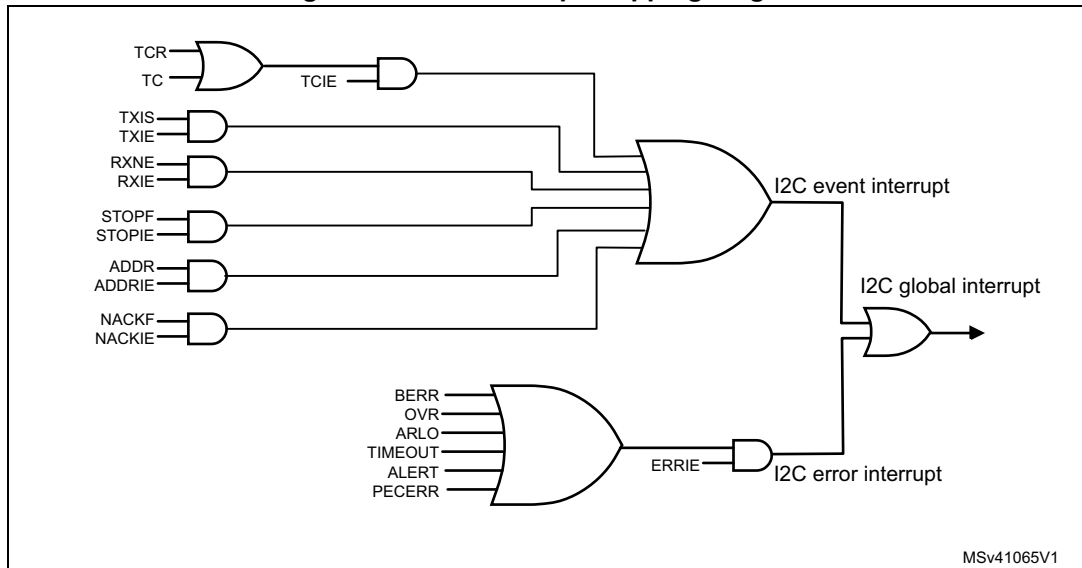 TCR
TC
TCIE
TXIS
TXIE
RXNE
RXIE
STOPF
STOPIE
ADDR
ADDRIE
NACKF
NACKIE
I2C event interrupt
I2C global interrupt
BERR
OVR
ARLO
TIMEOUT
ALERT
PECERR
ERRIE
I2C error interrupt
MSv41065V1